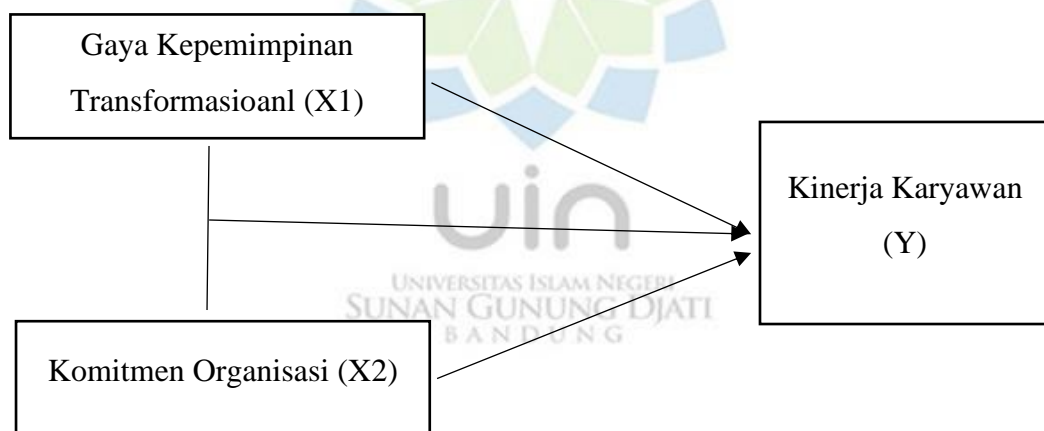 Gaya Kepemimpinan
Transformasioanl (X1)
Kinerja Karyawan
(Y)
uin
UNIVERSITAS ISLAM NEGERI
SUNAN GUNUNG DJATI
BANDUNG
Komitmen Organisasi (X2)